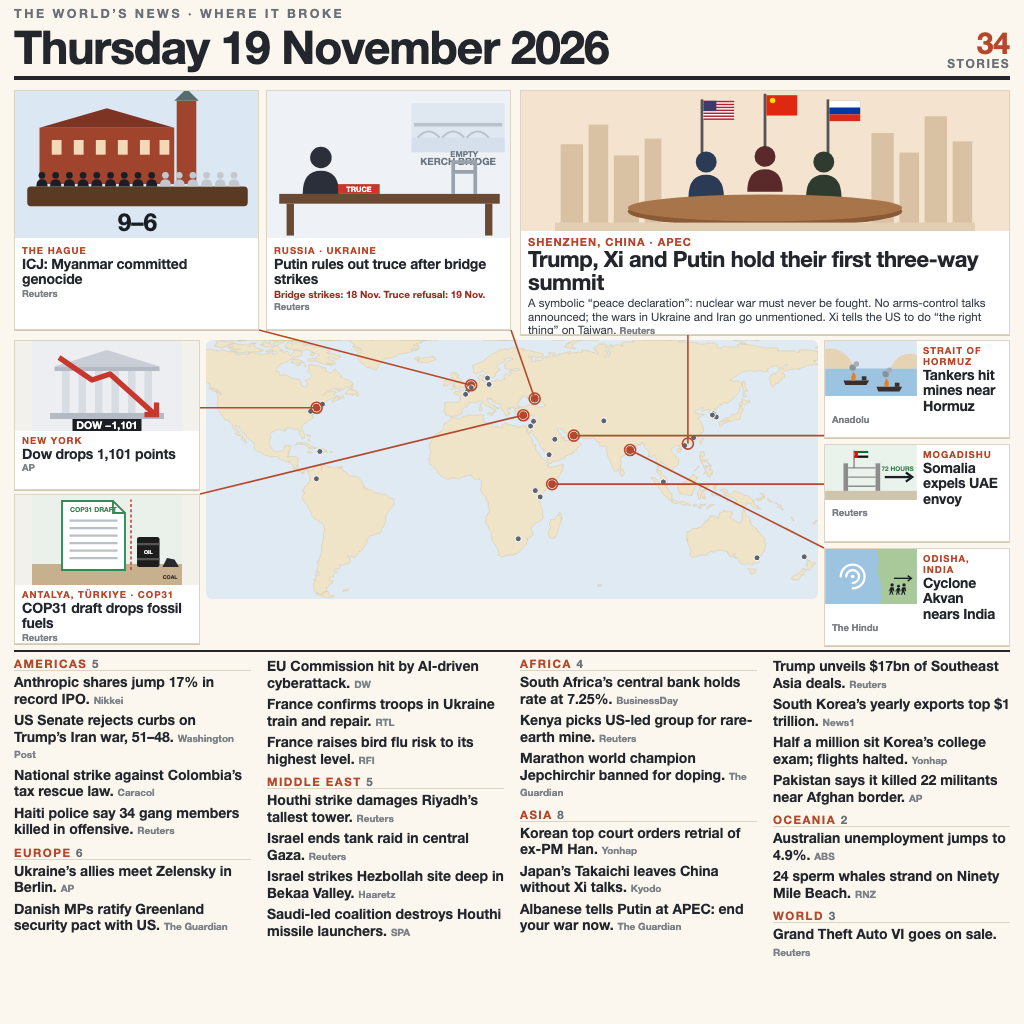 THE WORLD'S NEWS · WHERE IT BROKE
Thursday 19 November 2026
34
STORIES
9–6
THE HAGUE
ICJ: Myanmar committed
genocide
Reuters
EMPTY
KERCH BRIDGE
TRUCE
RUSSIA · UKRAINE
Putin rules out truce after bridge
strikes
Bridge strikes: 18 Nov. Truce refusal: 19 Nov.
Reuters
SHENZHEN, CHINA · APEC
Trump, Xi and Putin hold their first three-way
summit
A symbolic “peace declaration”: nuclear war must never be fought. No arms-control talks
announced; the wars in Ukraine and Iran go unmentioned. Xi tells the US to do “the right
thing” on Taiwan. Reuters
DOW −1,101
NEW YORK
Dow drops 1,101 points
AP
COP31 DRAFT
OIL
COAL
ANTALYA, TÜRKIYE · COP31
COP31 draft drops fossil
fuels
Reuters
STRAIT OF
HORMUZ
Tankers hit
mines near
Hormuz
Anadolu
72 HOURS
MOGADISHU
Somalia
expels UAE
envoy
Reuters
ODISHA,
INDIA
Cyclone
Akvan
nears India
The Hindu
AMERICAS 5
Anthropic shares jump 17% in
record IPO. Nikkei
US Senate rejects curbs on
Trump’s Iran war, 51–48. Washington
Post
National strike against Colombia’s
tax rescue law. Caracol
Haiti police say 34 gang members
killed in offensive. Reuters
EUROPE 6
Ukraine’s allies meet Zelensky in
Berlin. AP
Danish MPs ratify Greenland
security pact with US. The Guardian
EU Commission hit by AI-driven
cyberattack. DW
France confirms troops in Ukraine
train and repair. RTL
France raises bird flu risk to its
highest level. RFI
MIDDLE EAST 5
Houthi strike damages Riyadh’s
tallest tower. Reuters
Israel ends tank raid in central
Gaza. Reuters
Israel strikes Hezbollah site deep in
Bekaa Valley. Haaretz
Saudi-led coalition destroys Houthi
missile launchers. SPA
AFRICA 4
South Africa’s central bank holds
rate at 7.25%. BusinessDay
Kenya picks US-led group for rare-
earth mine. Reuters
Marathon world champion
Jepchirchir banned for doping. The
Guardian
ASIA 8
Korean top court orders retrial of
ex-PM Han. Yonhap
Japan’s Takaichi leaves China
without Xi talks. Kyodo
Albanese tells Putin at APEC: end
your war now. The Guardian
Trump unveils $17bn of Southeast
Asia deals. Reuters
South Korea’s yearly exports top $1
trillion. News1
Half a million sit Korea’s college
exam; flights halted. Yonhap
Pakistan says it killed 22 militants
near Afghan border. AP
OCEANIA 2
Australian unemployment jumps to
4.9%. ABS
24 sperm whales strand on Ninety
Mile Beach. RNZ
WORLD 3
Grand Theft Auto VI goes on sale.
Reuters